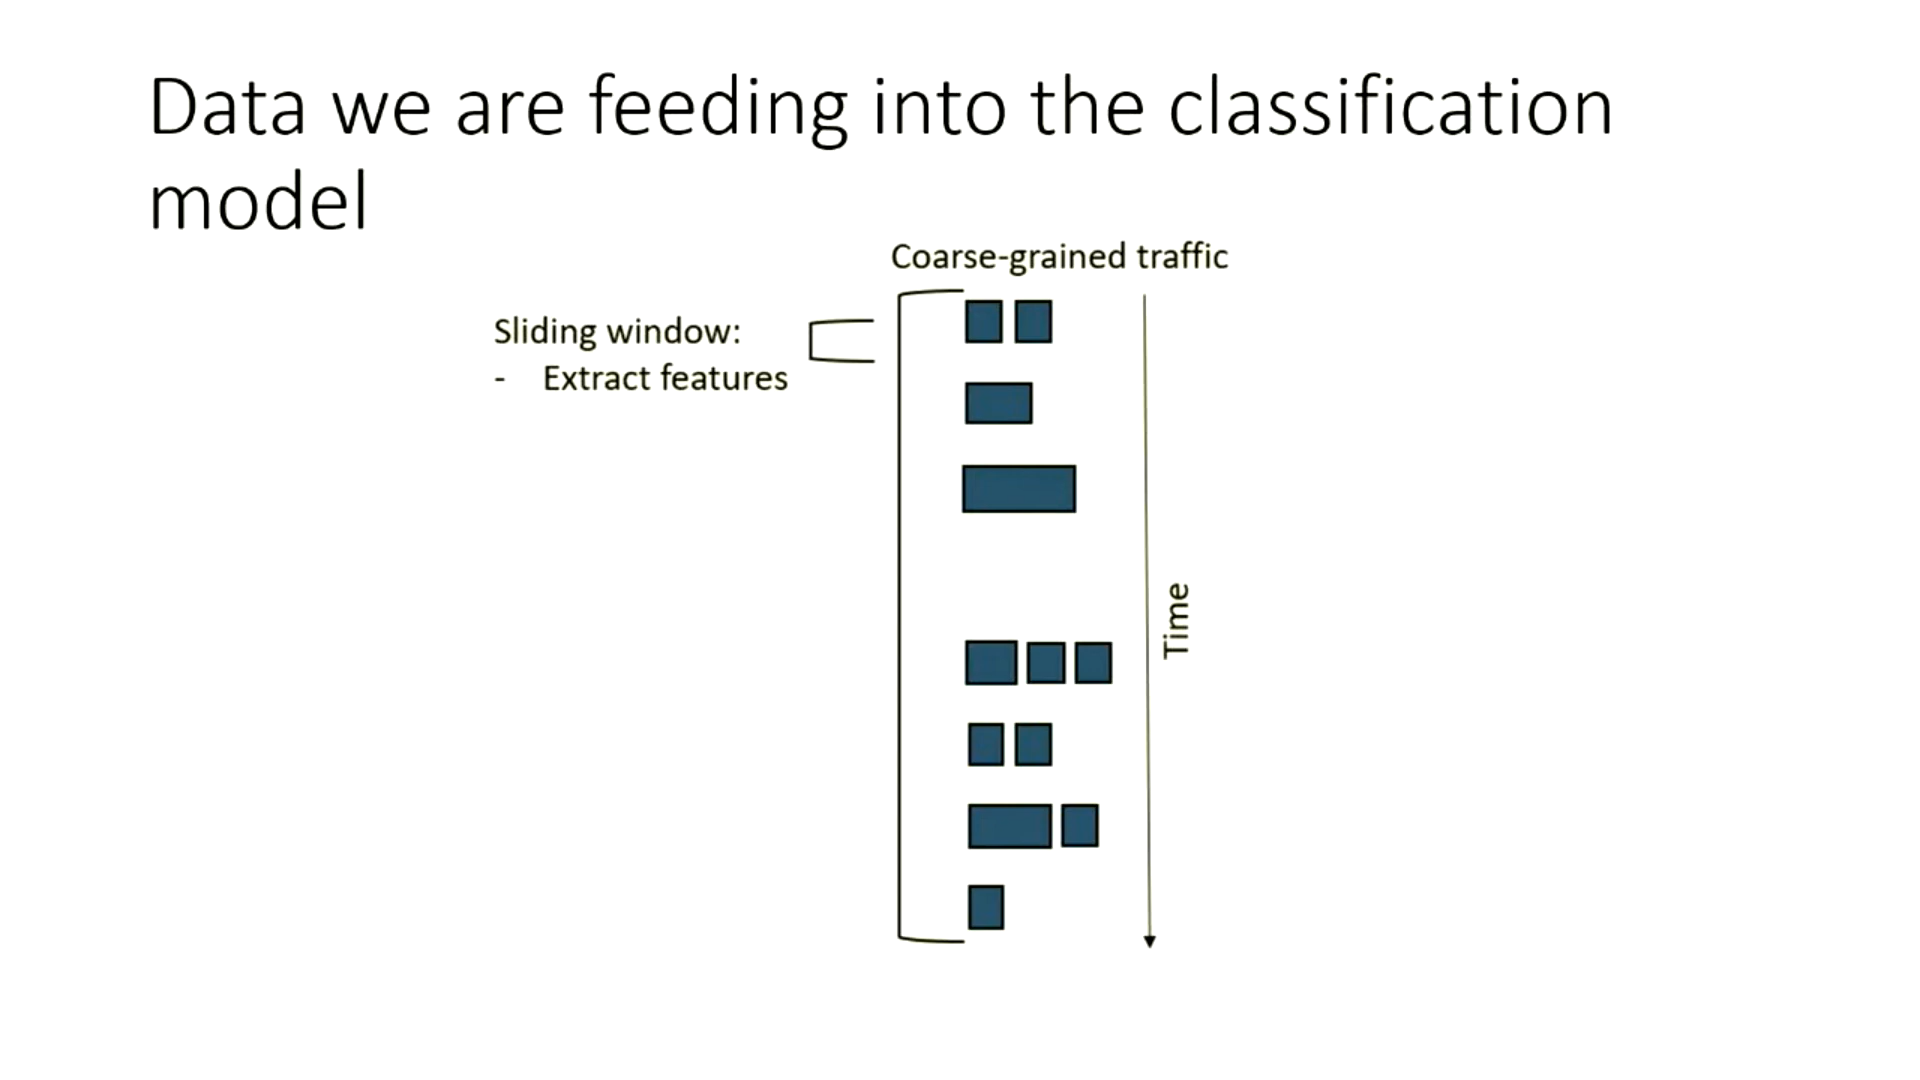 Data we are feeding into the classification
model
Coarse-grained traffic
Sliding window:
- Extract features
Time